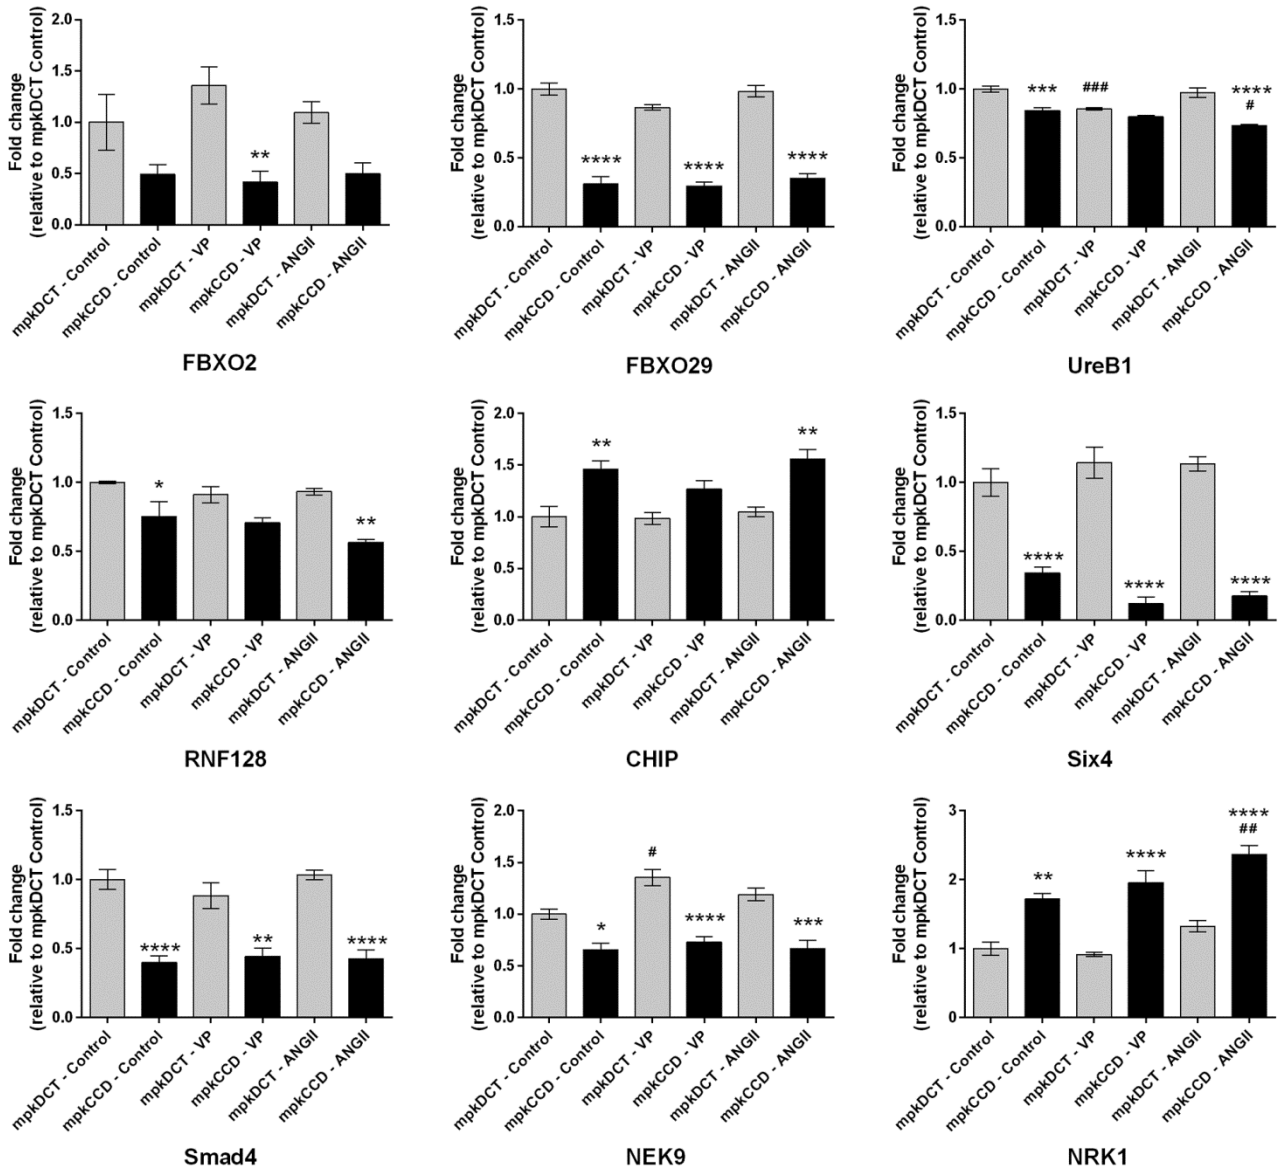 Fold change
(relative to mpkDCT Control)
2.0
1.5
1.0
0.5
0.0
**
mpkDCT - Control
mpkCCD - Control
mpkDCT - VP
mpkCCD - VP
mpkDCT - ANGII
mpkCCD - ANGII
FBXO2
Fold change
(relative to mpkDCT Control)
1.5
1.0
0.5
0.0
****
****
****
mpkDCT - Control
mpkCCD - Control
mpkDCT - VP
mpkCCD - VP
mpkDCT - ANGII
mpkCCD - ANGII
FBXO29
Fold change
(relative to mpkDCT Control)
1.5
1.0
0.5
0.0
***
###
****
#
mpkDCT - Control
mpkCCD - Control
mpkDCT - VP
mpkCCD - VP
mpkDCT - ANGII
mpkCCD - ANGII
UreB1
Fold change
(relative to mpkDCT Control)
1.5
1.0
0.5
0.0
*
**
mpkDCT - Control
mpkCCD - Control
mpkDCT - VP
mpkCCD - VP
mpkDCT - ANGII
mpkCCD - ANGII
RNF128
Fold change
(relative to mpkDCT Control)
2.0
1.5
1.0
0.5
0.0
**
**
mpkDCT - Control
mpkCCD - Control
mpkDCT - VP
mpkCCD - VP
mpkDCT - ANGII
mpkCCD - ANGII
CHIP
Fold change
(relative to mpkDCT Control)
1.5
1.0
0.5
0.0
****
****
****
mpkDCT - Control
mpkCCD - Control
mpkDCT - VP
mpkCCD - VP
mpkDCT - ANGII
mpkCCD - ANGII
Six4
Fold change
(relative to mpkDCT Control)
1.5
1.0
0.5
0.0
****
**
****
mpkDCT - Control
mpkCCD - Control
mpkDCT - VP
mpkCCD - VP
mpkDCT - ANGII
mpkCCD - ANGII
Smad4
Fold change
(relative to mpkDCT Control)
2.0
1.5
1.0
0.5
0.0
*
#
****
***
mpkDCT - Control
mpkCCD - Control
mpkDCT - VP
mpkCCD - VP
mpkDCT - ANGII
mpkCCD - ANGII
NEK9
Fold change
(relative to mpkDCT Control)
3
2
1
0
**
****
****
##
mpkDCT - Control
mpkCCD - Control
mpkDCT - VP
mpkCCD - VP
mpkDCT - ANGII
mpkCCD - ANGII
NRK1